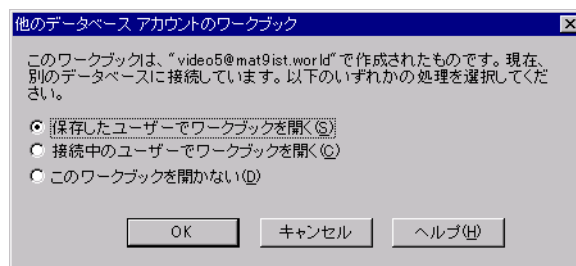 他のデータベース アカウントのワークブック
このワークブックは、"video5@mat9ist.world"で作成されたものです。現在、
別のデータベースに接続しています。以下のいずれかの処理を選択してくだ
さい。
保存したユーザーでワークブックを開く(S)
接続中のユーザーでワークブックを開く(C)
このワークブックを開かない(D)
OK キャンセル ヘルプ(H)